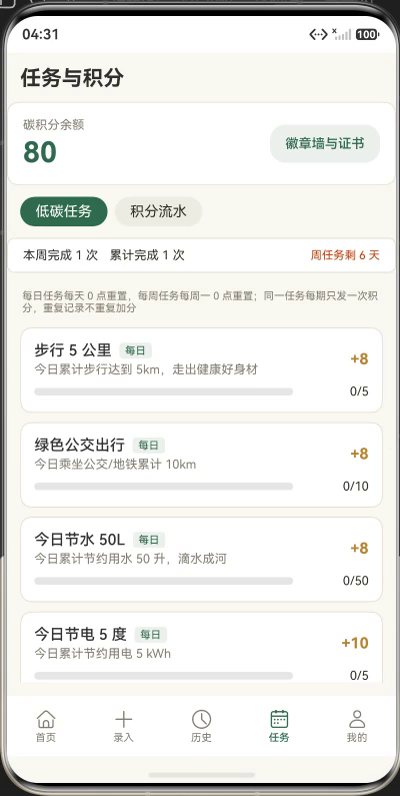 04:31
100
任务与积分
碳积分余额
80
徽章墙与证书
低碳任务
积分流水
本周完成 1 次 累计完成 1 次
周任务剩 6 天
每日任务每天 0 点重置，每周任务每周一 0 点重置；同一任务每期只发一次积
分，重复记录不重复加分
步行 5 公里 每日
+8
今日累计步行达到 5km，走出健康好身材
0/5
绿色公交出行 每日
+8
今日乘坐公交/地铁累计 10km
0/10
今日节水 50L 每日
+8
今日累计节约用水 50 升，滴水成河
0/50
今日节电 5 度 每日
+10
今日累计节约用电 5 kWh
0/5
首页
录入
历史
任务
我的